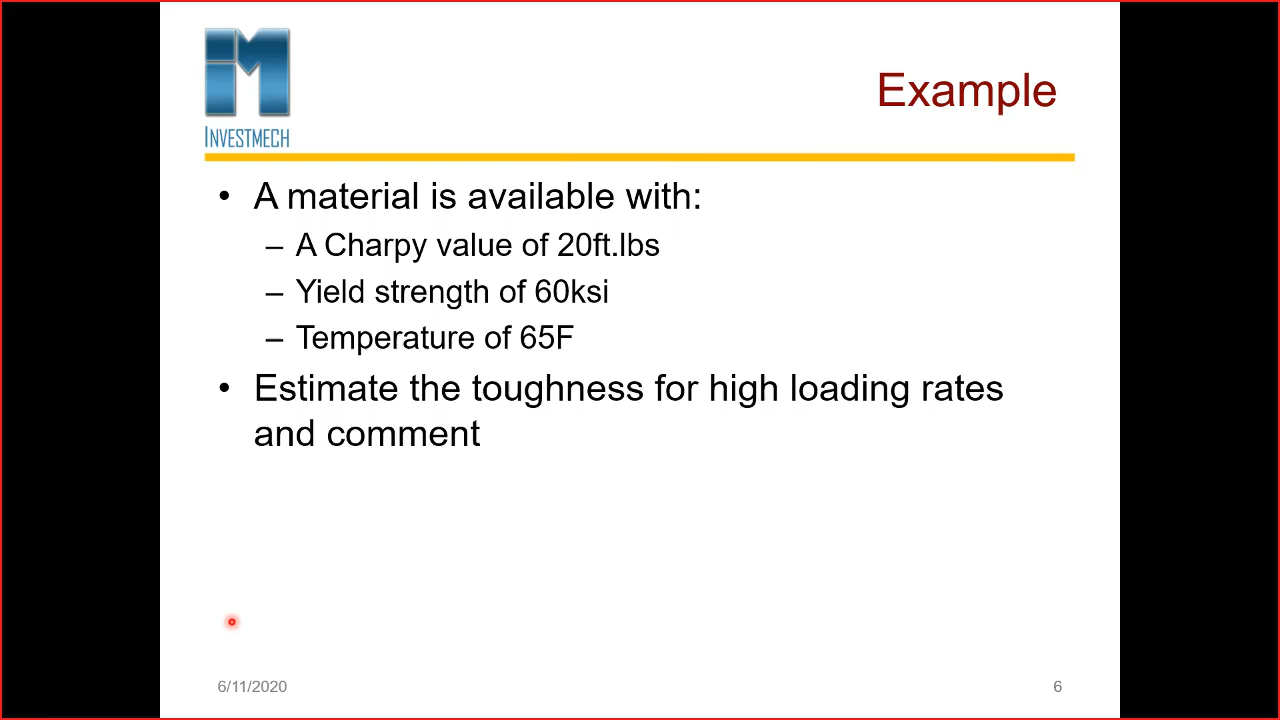 INVESTMECH
Example
• A material is available with:
– A Charpy value of 20ft.lbs
– Yield strength of 60ksi
– Temperature of 65F
• Estimate the toughness for high loading rates
and comment
6/11/2020
6